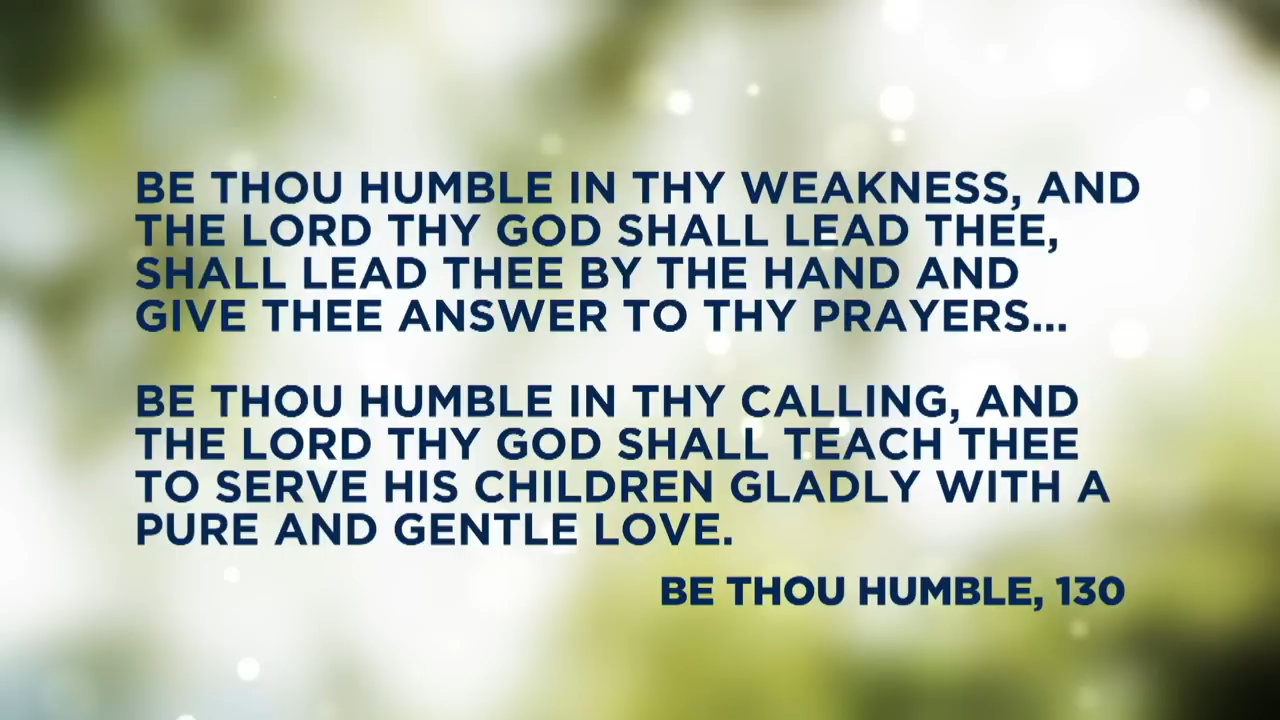 BE THOU HUMBLE IN THY WEAKNESS, AND
THE LORD THY GOD SHALL LEAD THEE,
SHALL LEAD THEE BY THE HAND AND
GIVE THEE ANSWER TO THY PRAYERS...
BE THOU HUMBLE IN THY CALLING, AND
THE LORD THY GOD SHALL TEACH THEE
TO SERVE HIS CHILDREN GLADLY WITH A
PURE AND GENTLE LOVE.
BE THOU HUMBLE, 130